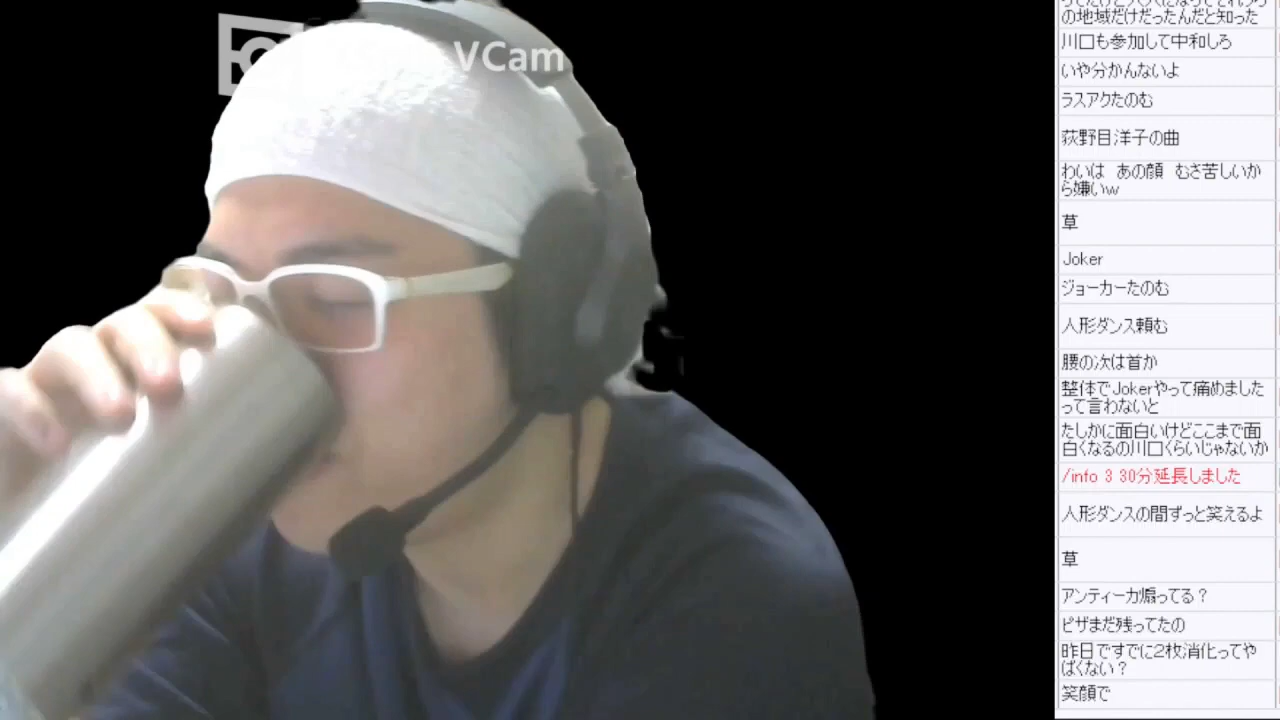 VCam
の地域だけだったんだと知った
川口も参加して中和しろ
いや分かんないよ
ラスアクたのむ
荻野目洋子の曲
わいは　あの顔　むさ苦しいか
ら嫌いw
草
Joker
ジョーカーたのむ
人形ダンス頼む
腰の次は首か
整体でJokerやって痛めました
って言わないと
たしかに面白いけどここまで面
白くなるの川口くらいじゃないか
/info 3 30分延長しました
人形ダンスの間ずっと笑えるよ
草
アンティーカ煽ってる？
ピザまだ残ってたの
昨日ですでに2枚消化ってや
ばくない？
笑顔で